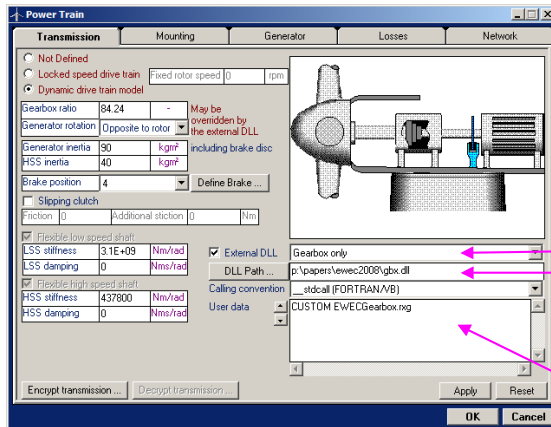 Power Train
Transmission Mounting Generator Losses Network
Not Defined
Locked speed drive train Fixed rotor speed 0 rpm
Dynamic drive train model
Gearbox ratio 84.24 - May be
overridden by
Generator rotation Opposite to rotor the external DLL
Generator inertia 90 kgm² including brake disc
HSS inertia 40 kgm²
Brake position 4 Define Brake ...
Slipping clutch
Friction 0 Additional stiction 0 Nm
Flexible low speed shaft
LSS stiffness 3.1E+09 Nm/rad External DLL Gearbox only
LSS damping 0 Nms/rad DLL Path ... p:\papers\ewec2008\gbx.dll
Flexible high speed shaft Calling convention __stdcall (FORTRAN/VB)
HSS stiffness 437800 Nm/rad User data CUSTOM EWECGearbox.rxg
HSS damping 0 Nms/rad
Encrypt transmission ... Decrypt transmission ... Apply Reset
OK Cancel